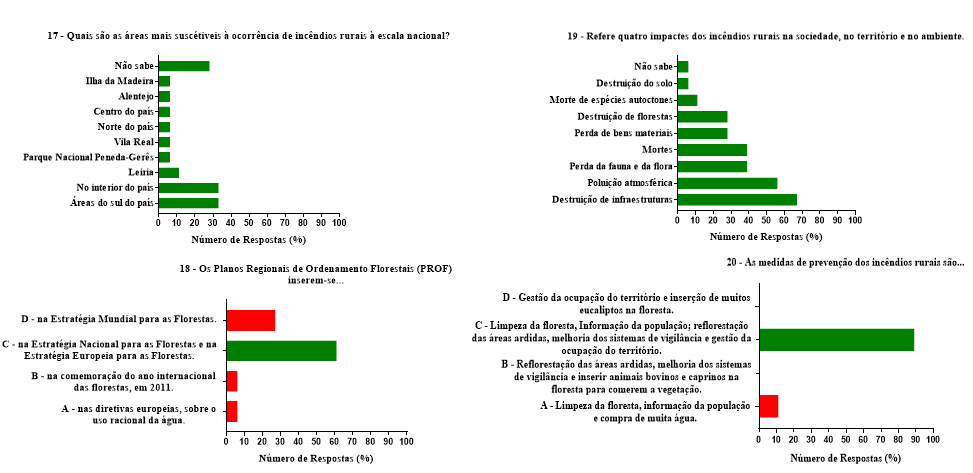 17 - Quais são as áreas mais suscétiveis à ocorrência de incêndios rurais à escala nacional?
Não sabe
Ilha da Madeira
Alentejo
Centro do país
Norte do país
Vila Real
Parque Nacional Peneda-Gerês
Leiria
No interior do país
Áreas do sul do país
0 10 20 30 40 50 60 70 80 90 100
Número de Respostas (%)
19 - Refere quatro impactes dos incêndios rurais na sociedade, no território e no ambiente.
Não sabe
Destruição do solo
Morte de espécies autoctones
Destruição de florestas
Perda de bens materiais
Mortes
Perda da fauna e da flora
Poluição atmosférica
Destruição de infraestruturas
0 10 20 30 40 50 60 70 80 90 100
Número de Respostas (%)
18 - Os Planos Regionais de Ordenamento Florestais (PROF)
inserem-se...
D - na Estratégia Mundial para as Florestas.
C - na Estratégia Nacional para as Florestas e na
Estratégia Europeia para as Florestas.
B - na comemoração do ano internacional
das florestas, em 2011.
A - nas diretivas europeias, sobre o
uso racional da água.
0 10 20 30 40 50 60 70 80 90 100
Número de Respostas (%)
20 - As medidas de prevenção dos incêndios rurais são...
D - Gestão da ocupação do território e inserção de muitos
eucaliptos na floresta.
C - Limpeza da floresta, Informação da população; reflorestação
das áreas ardidas, melhoria dos sistemas de vigilância e gestão da
ocupação do território.
B - Reflorestação das áreas ardidas, melhoria dos sistemas
de vigilância e inserir animais bovinos e caprinos na
floresta para comerem a vegetação.
A - Limpeza da floresta, informação da população
e compra de muita água.
0 10 20 30 40 50 60 70 80 90 100
Número de Respostas (%)